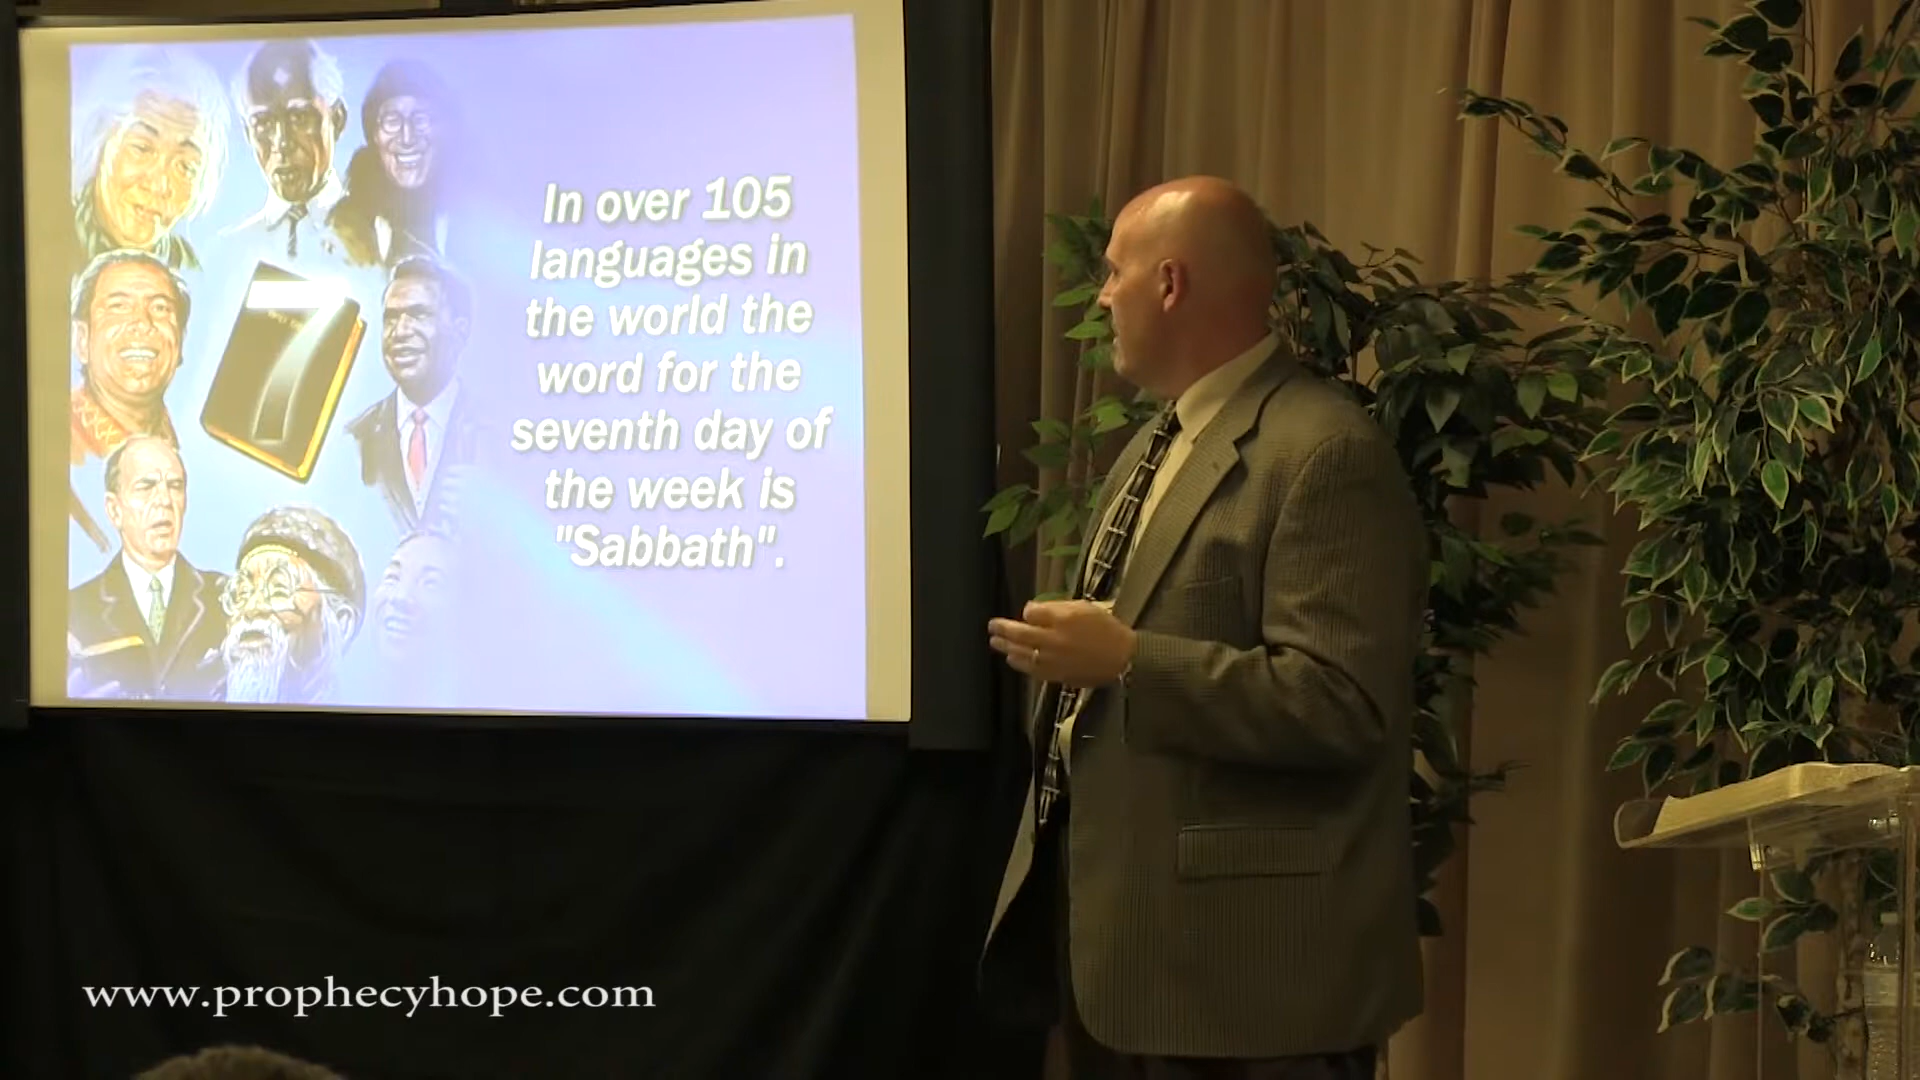 In over 105
languages in
the world the
word for the
seventh day of
the week is
"Sabbath".
7
www.prophecyhope.com